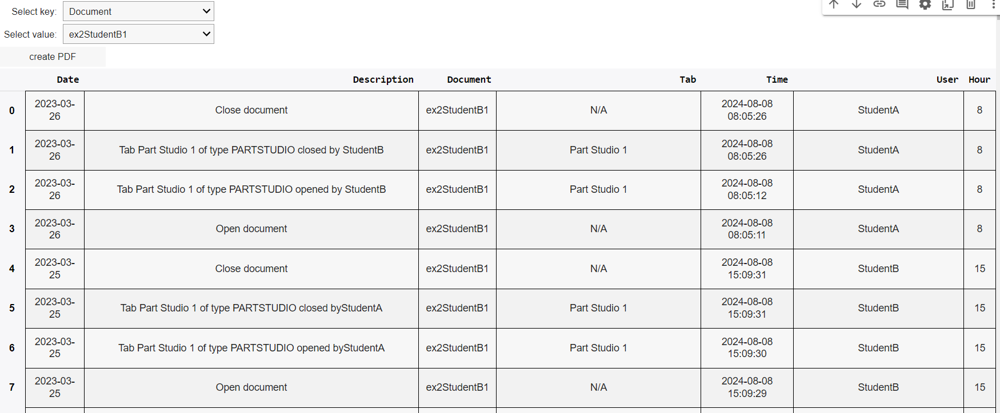 Select key: Document
Select value: ex2StudentB1
create PDF
Date Description Document Tab Time User Hour
0 2023-03-26 Close document ex2StudentB1 N/A 2024-08-08 08:05:26 StudentA 8
1 2023-03-26 Tab Part Studio 1 of type PARTSTUDIO closed by StudentB ex2StudentB1 Part Studio 1 2024-08-08 08:05:26 StudentA 8
2 2023-03-26 Tab Part Studio 1 of type PARTSTUDIO opened by StudentB ex2StudentB1 Part Studio 1 2024-08-08 08:05:12 StudentA 8
3 2023-03-26 Open document ex2StudentB1 N/A 2024-08-08 08:05:11 StudentA 8
4 2023-03-25 Close document ex2StudentB1 N/A 2024-08-08 15:09:31 StudentB 15
5 2023-03-25 Tab Part Studio 1 of type PARTSTUDIO closed byStudentA ex2StudentB1 Part Studio 1 2024-08-08 15:09:31 StudentB 15
6 2023-03-25 Tab Part Studio 1 of type PARTSTUDIO opened byStudentA ex2StudentB1 Part Studio 1 2024-08-08 15:09:30 StudentB 15
7 2023-03-25 Open document ex2StudentB1 N/A 2024-08-08 15:09:29 StudentB 15